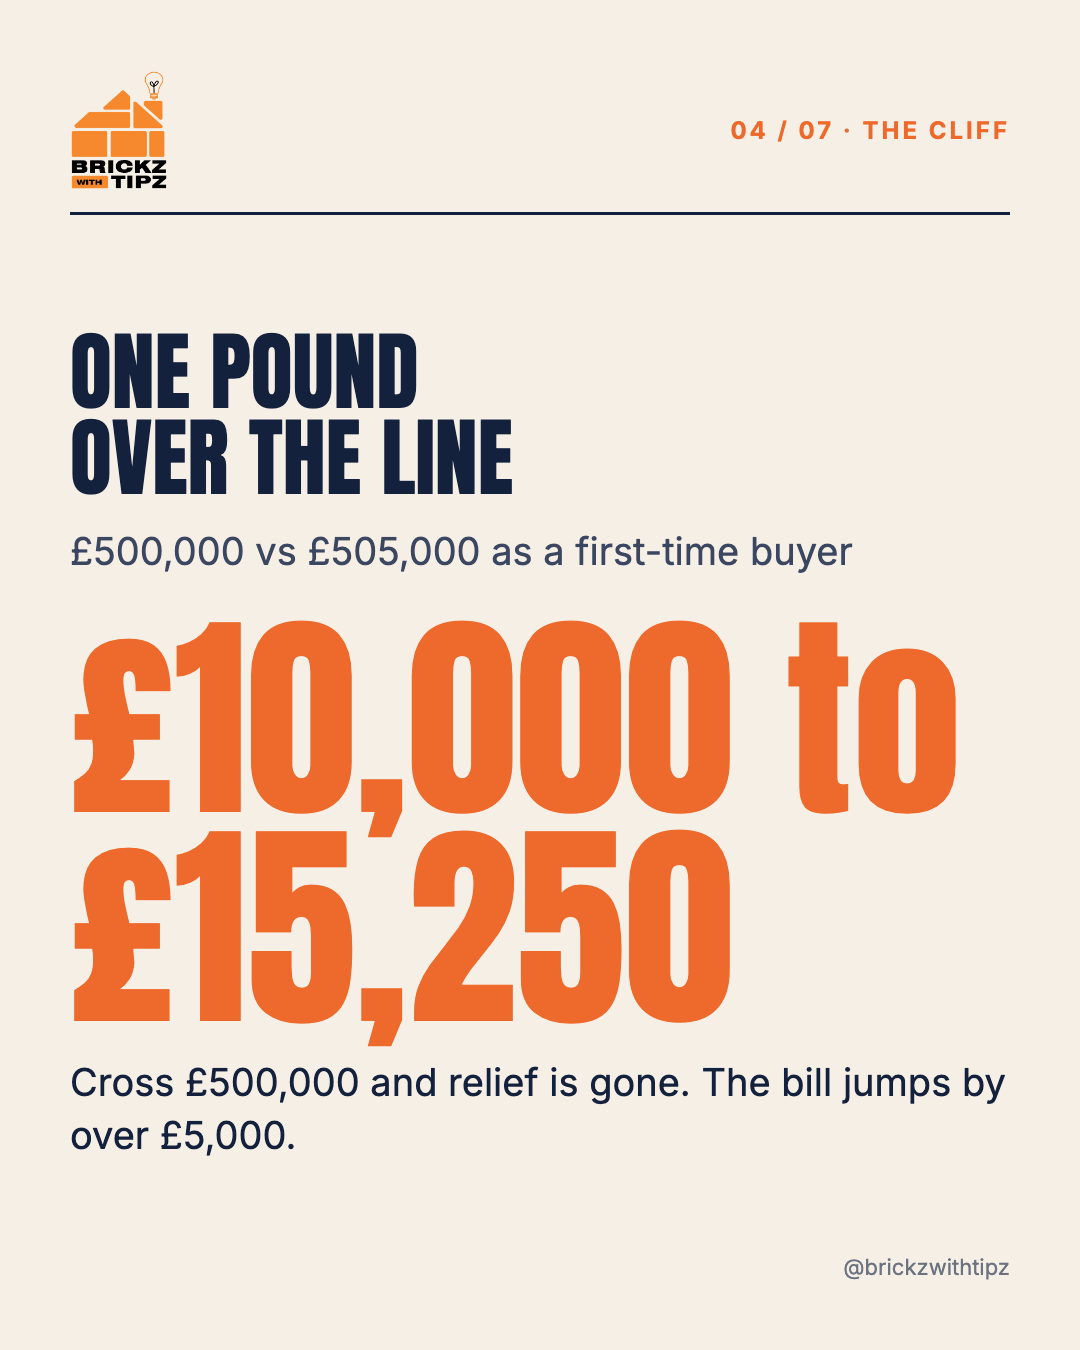 BRICKZ
WITH TIPZ
04 / 07 · THE CLIFF
ONE POUND
OVER THE LINE
£500,000 vs £505,000 as a first-time buyer
£10,000 to
£15,250
Cross £500,000 and relief is gone. The bill jumps by
over £5,000.
@brickzwithtipz